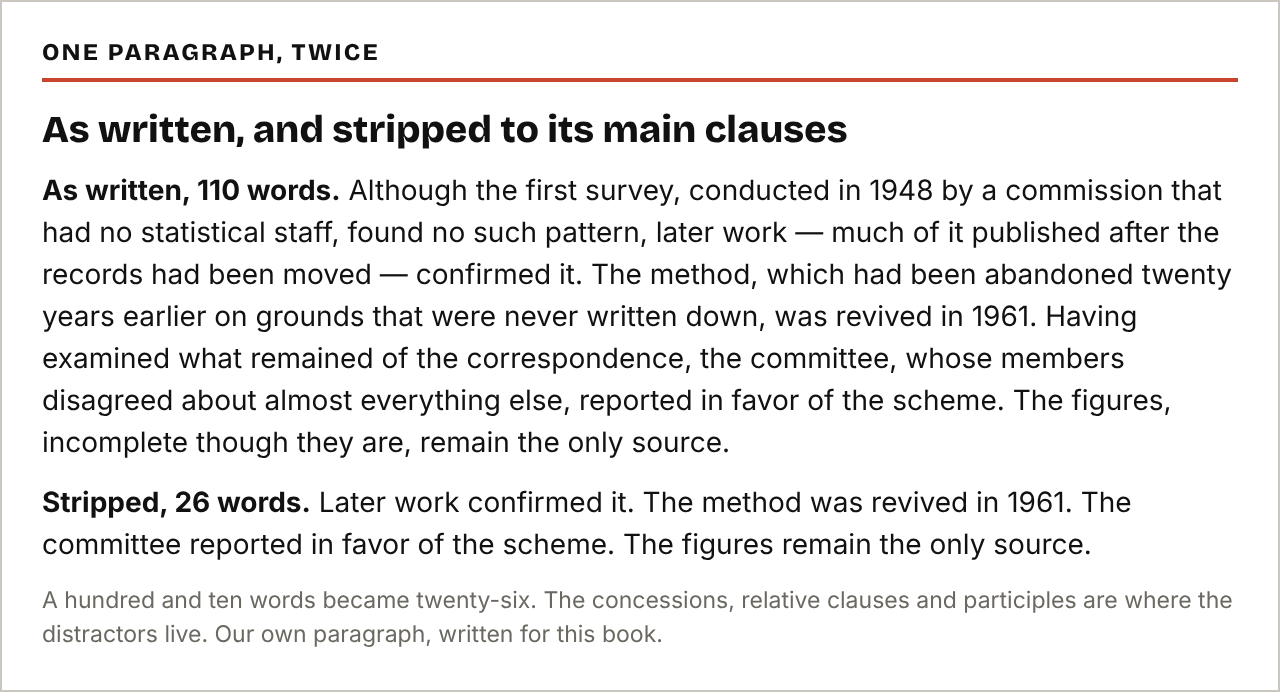 ONE PARAGRAPH, TWICE
As written, and stripped to its main clauses
As written, 110 words. Although the first survey, conducted in 1948 by a commission that
had no statistical staff, found no such pattern, later work — much of it published after the
records had been moved — confirmed it. The method, which had been abandoned twenty
years earlier on grounds that were never written down, was revived in 1961. Having
examined what remained of the correspondence, the committee, whose members
disagreed about almost everything else, reported in favor of the scheme. The figures,
incomplete though they are, remain the only source.
Stripped, 26 words. Later work confirmed it. The method was revived in 1961. The
committee reported in favor of the scheme. The figures remain the only source.
A hundred and ten words became twenty-six. The concessions, relative clauses and participles are where the
distractors live. Our own paragraph, written for this book.